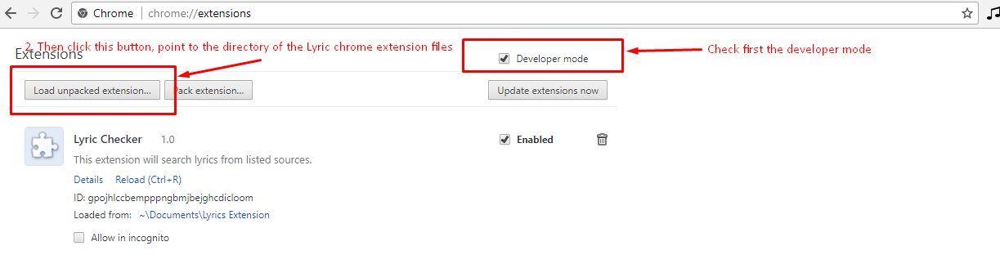 Chrome chrome://extensions
2. Then click this button, point to the directory of the Lyric chrome extension files
Extensions
Developer mode
Check first the developer mode
Load unpacked extension...
Pack extension...
Update extensions now
Lyric Checker 1.0
Enabled
This extension will search lyrics from listed sources.
Details Reload (Ctrl+R)
ID: gpojhlccbempppngbmjbejghcdicloom
Loaded from: ~\Documents\Lyrics Extension
Allow in incognito